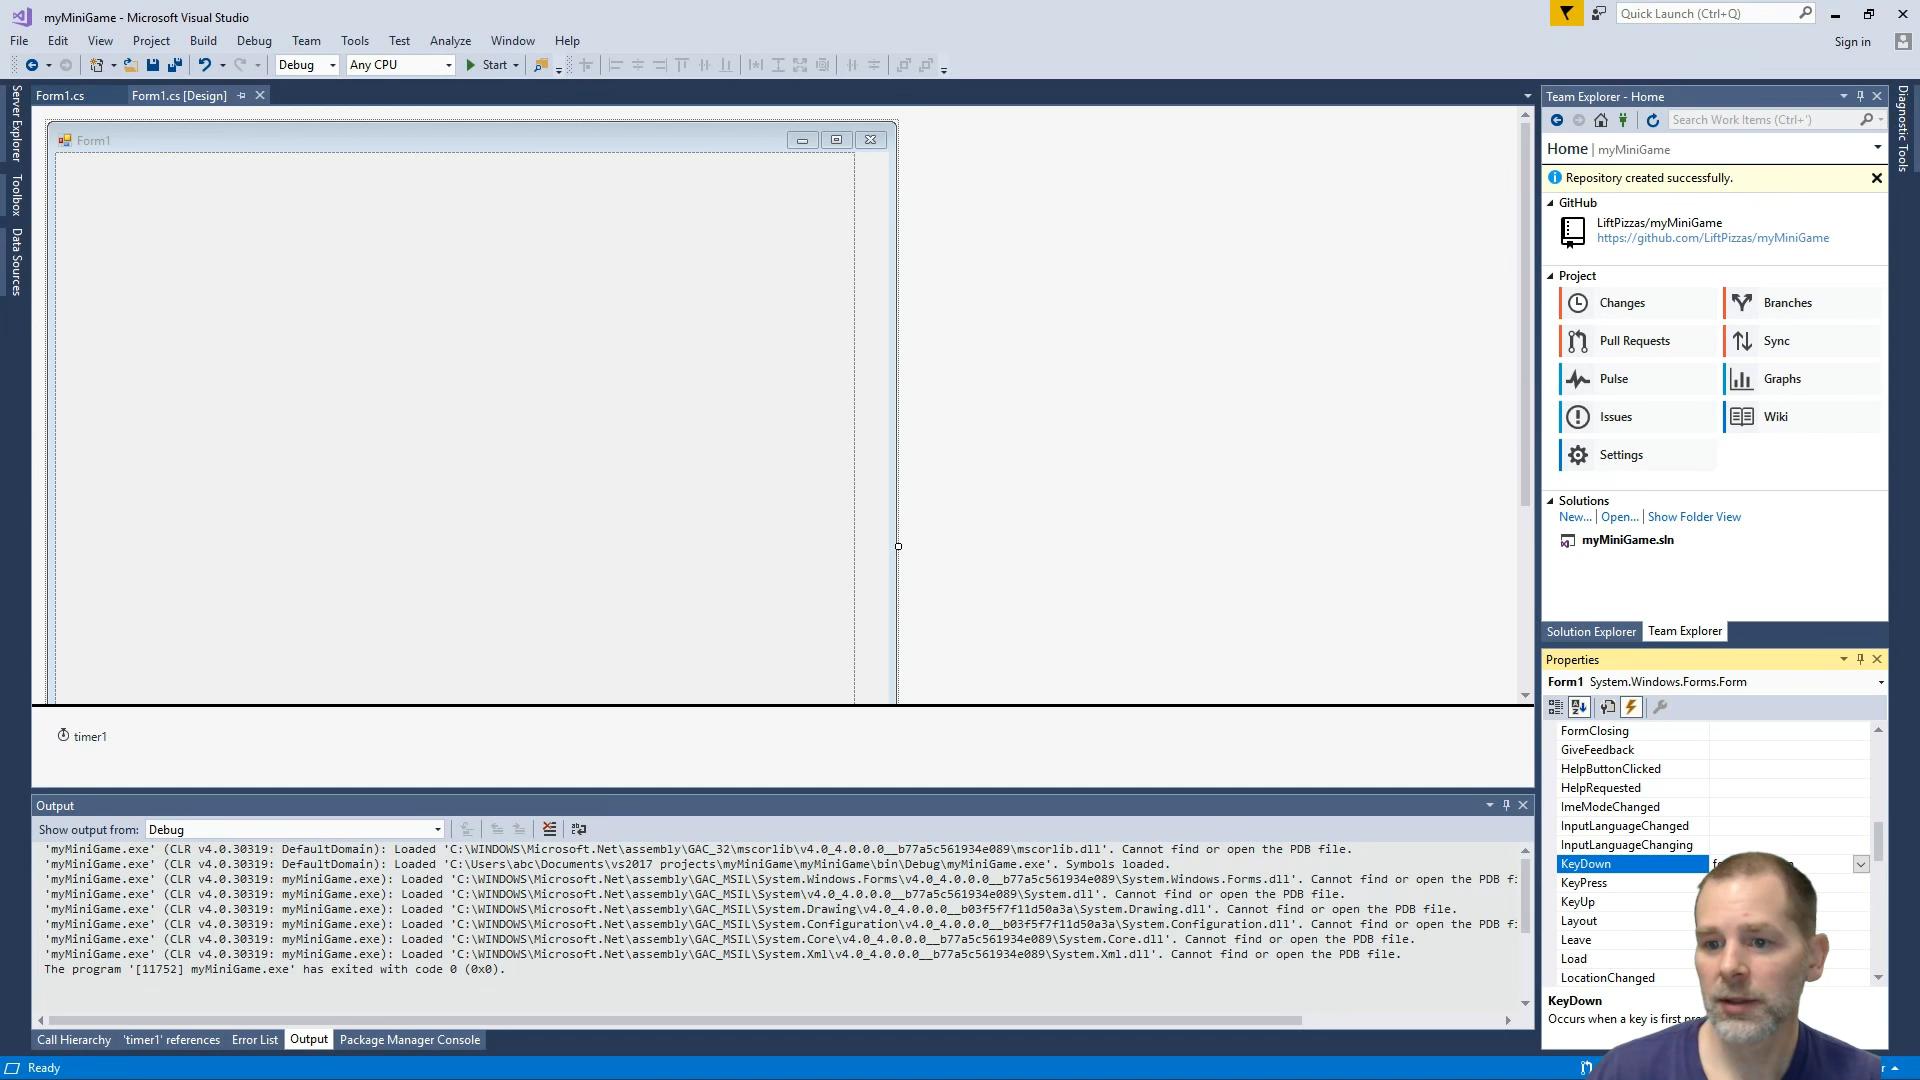 myMiniGame - Microsoft Visual Studio
Quick Launch (Ctrl+Q)
File Edit View Project Build Debug Team Tools Test Analyze Window Help
Sign in
Debug Any CPU Start
Server Explorer
Toolbox
Data Sources
Form1.cs Form1.cs [Design]
Form1
timer1
Team Explorer - Home
Search Work Items (Ctrl+')
Home | myMiniGame
Repository created successfully.
GitHub
LiftPizzas/myMiniGame
https://github.com/LiftPizzas/myMiniGame
Project
Changes Branches
Pull Requests Sync
Pulse Graphs
Issues Wiki
Settings
Solutions
New... | Open... | Show Folder View
myMiniGame.sln
Solution Explorer Team Explorer
Diagnostic Tools
Properties
Form1 System.Windows.Forms.Form
FormClosing
GiveFeedback
HelpButtonClicked
HelpRequested
ImeModeChanged
InputLanguageChanged
InputLanguageChanging
KeyDown
KeyPress
KeyUp
Layout
Leave
Load
LocationChanged
KeyDown
Occurs when a key is first
Output
Show output from: Debug
'myMiniGame.exe' (CLR v4.0.30319: DefaultDomain): Loaded 'C:\WINDOWS\Microsoft.Net\assembly\GAC_32\mscorlib\v4.0_4.0.0.0__b77a5c561934e089\mscorlib.dll'. Cannot find or open the PDB file.
'myMiniGame.exe' (CLR v4.0.30319: DefaultDomain): Loaded 'C:\Users\abc\Documents\vs2017 projects\myMiniGame\myMiniGame\bin\Debug\myMiniGame.exe'. Symbols loaded.
'myMiniGame.exe' (CLR v4.0.30319: myMiniGame.exe): Loaded 'C:\WINDOWS\Microsoft.Net\assembly\GAC_MSIL\System.Windows.Forms\v4.0_4.0.0.0__b77a5c561934e089\System.Windows.Forms.dll'. Cannot find or open the PDB fi
'myMiniGame.exe' (CLR v4.0.30319: myMiniGame.exe): Loaded 'C:\WINDOWS\Microsoft.Net\assembly\GAC_MSIL\System\v4.0_4.0.0.0__b77a5c561934e089\System.dll'. Cannot find or open the PDB file.
'myMiniGame.exe' (CLR v4.0.30319: myMiniGame.exe): Loaded 'C:\WINDOWS\Microsoft.Net\assembly\GAC_MSIL\System.Drawing\v4.0_4.0.0.0__b03f5f7f11d50a3a\System.Drawing.dll'. Cannot find or open the PDB file.
'myMiniGame.exe' (CLR v4.0.30319: myMiniGame.exe): Loaded 'C:\WINDOWS\Microsoft.Net\assembly\GAC_MSIL\System.Configuration\v4.0_4.0.0.0__b03f5f7f11d50a3a\System.Configuration.dll'. Cannot find or open the PDB f
'myMiniGame.exe' (CLR v4.0.30319: myMiniGame.exe): Loaded 'C:\WINDOWS\Microsoft.Net\assembly\GAC_MSIL\System.Core\v4.0_4.0.0.0__b77a5c561934e089\System.Core.dll'. Cannot find or open the PDB file.
'myMiniGame.exe' (CLR v4.0.30319: myMiniGame.exe): Loaded 'C:\WINDOWS\Microsoft.Net\assembly\GAC_MSIL\System.Xml\v4.0_4.0.0.0__b77a5c561934e089\System.Xml.dll'. Cannot find or open the PDB file.
The program '[11752] myMiniGame.exe' has exited with code 0 (0x0).
Call Hierarchy 'timer1' references Error List Output Package Manager Console
Ready